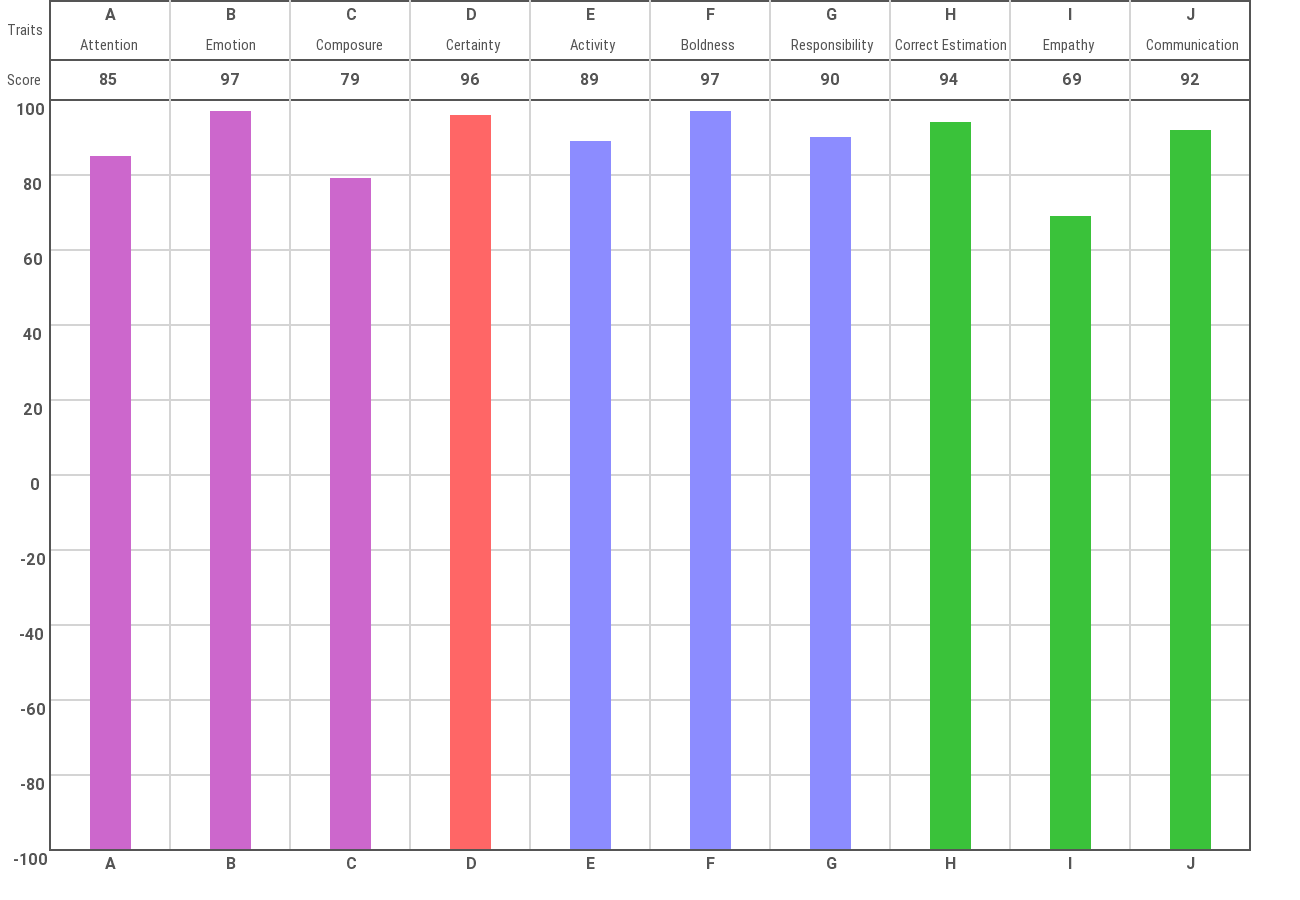 Traits A B C D E F G H I J
Attention Emotion Composure Certainty Activity Boldness Responsibility Correct Estimation Empathy Communication
Score 85 97 79 96 89 97 90 94 69 92
100
80
60
40
20
0
-20
-40
-60
-80
-100
A B C D E F G H I J